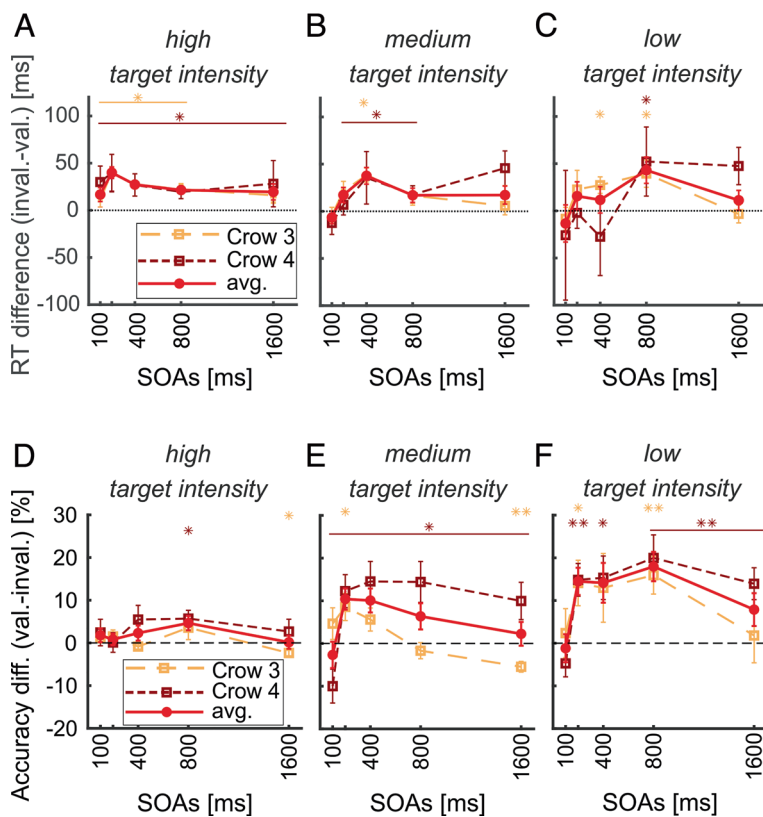 A
high
target intensity
B
medium
target intensity
C
low
target intensity
RT difference (inval.-val.) [ms]
100
50
0
-50
-100
* *
* *
* * *
Crow 3
Crow 4
avg.
100
400
800
1600
100
400
800
1600
100
400
800
1600
SOAs [ms]
SOAs [ms]
SOAs [ms]
D
high
target intensity
E
medium
target intensity
F
low
target intensity
Accuracy diff. (val.-inval.) [%]
30
20
10
0
-10
-20
* *
* ** *
* ** ** * **
Crow 3
Crow 4
avg.
100
400
800
1600
100
400
800
1600
100
400
800
1600
SOAs [ms]
SOAs [ms]
SOAs [ms]